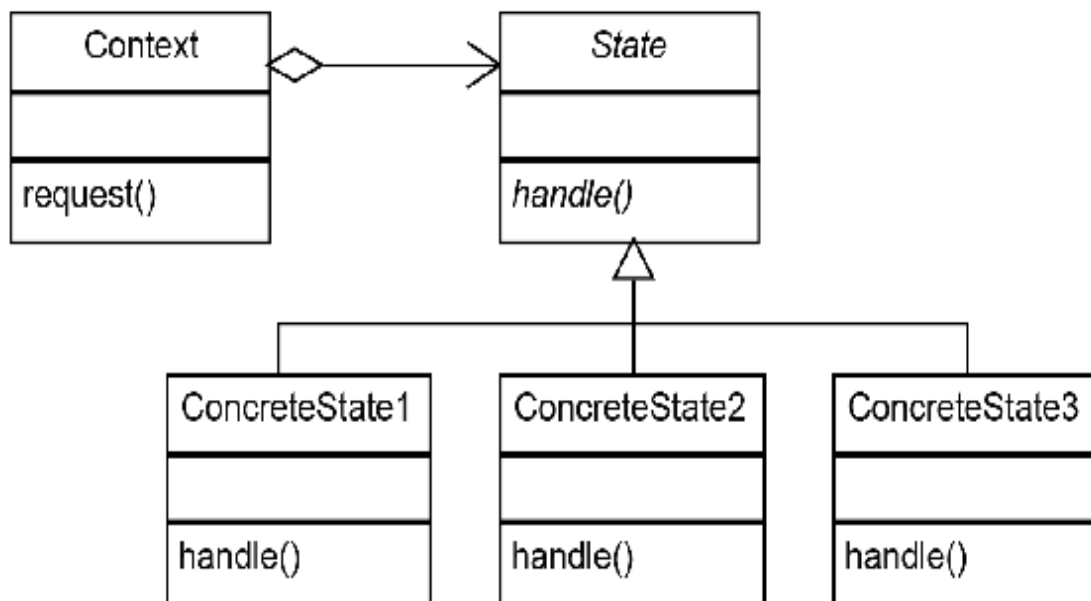 Context
State
request()
handle()
ConcreteState1
ConcreteState2
ConcreteState3
handle()
handle()
handle()